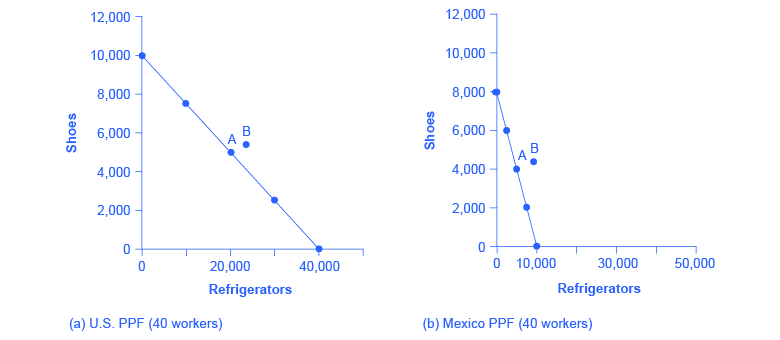 12,000
10,000
8,000
6,000
4,000
2,000
0
Shoes
A
B
0
20,000
40,000
Refrigerators
(a) U.S. PPF (40 workers)
12,000
10,000
8,000
6,000
4,000
2,000
0
Shoes
A
B
0
10,000
30,000
50,000
Refrigerators
(b) Mexico PPF (40 workers)